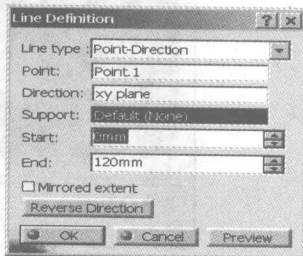 Line Definition ? ×
Line type : Point-Direction
Point: Point.1
Direction: xy plane
Support: Default (None)
Start: 0mm
End: 120mm
Mirrored extent
Reverse Direction
OK Cancel Preview